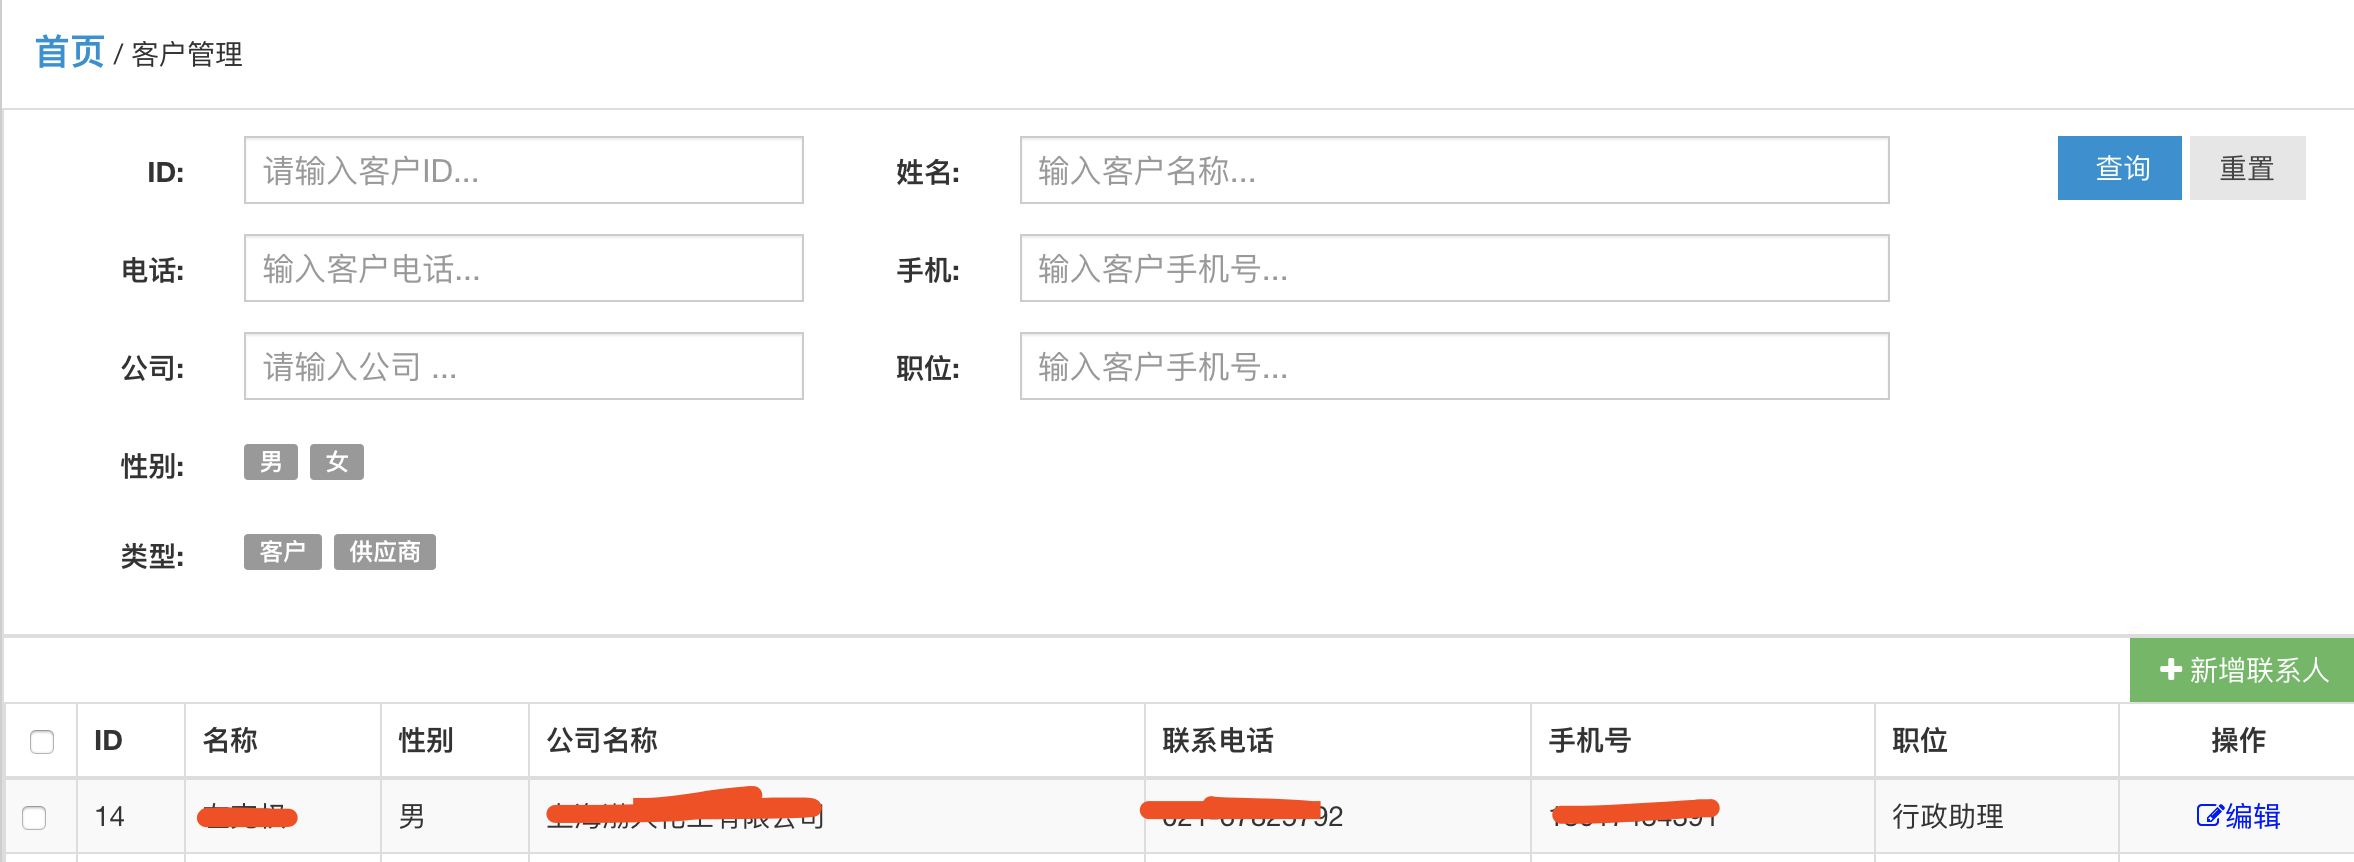 首页 / 客户管理
ID: 请输入客户ID... 姓名: 输入客户名称... 查询 重置
电话: 输入客户电话... 手机: 输入客户手机号...
公司: 请输入公司 ... 职位: 输入客户手机号...
性别: 男 女
类型: 客户 供应商
新增联系人
ID 名称 性别 公司名称 联系电话 手机号 职位 操作
14 男 行政助理 编辑